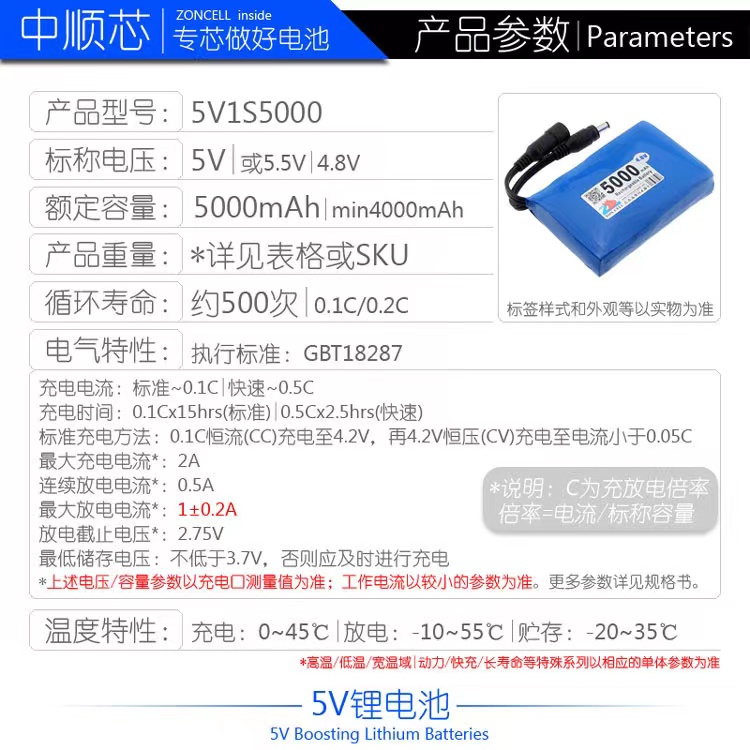 中顺芯
ZONCELL inside
专芯做好电池
产品参数|Parameters
产品型号: 5V1S5000
标称电压: 5V|或5.5V|4.8V
额定容量: 5000mAh|min4000mAh
产品重量: *详见表格或SKU
循环寿命: 约500次|0.1C/0.2C
4.8V
5000
Rechargeable Battery
标签样式和外观等以实物为准
电气特性: 执行标准: GBT18287
充电电流: 标准~0.1C|快速~0.5C
充电时间: 0.1Cx15hrs(标准)|0.5Cx2.5hrs(快速)
标准充电方法: 0.1C恒流(CC)充电至4.2V, 再4.2V恒压(CV)充电至电流小于0.05C
最大充电电流*: 2A
连续放电电流*: 0.5A
最大放电电流*: 1±0.2A
放电截止电压*: 2.75V
最低储存电压: 不低于3.7V, 否则应及时进行充电
*上述电压/容量参数以充电口测量值为准; 工作电流以较小的参数为准。更多参数详见规格书。
*说明: C为充放电倍率
倍率=电流/标称容量
温度特性: 充电: 0~45℃|放电: -10~55℃|贮存: -20~35℃
*高温/低温/宽温域|动力/快充/长寿命等特殊系列以相应的单体参数为准
5V锂电池
5V Boosting Lithium Batteries